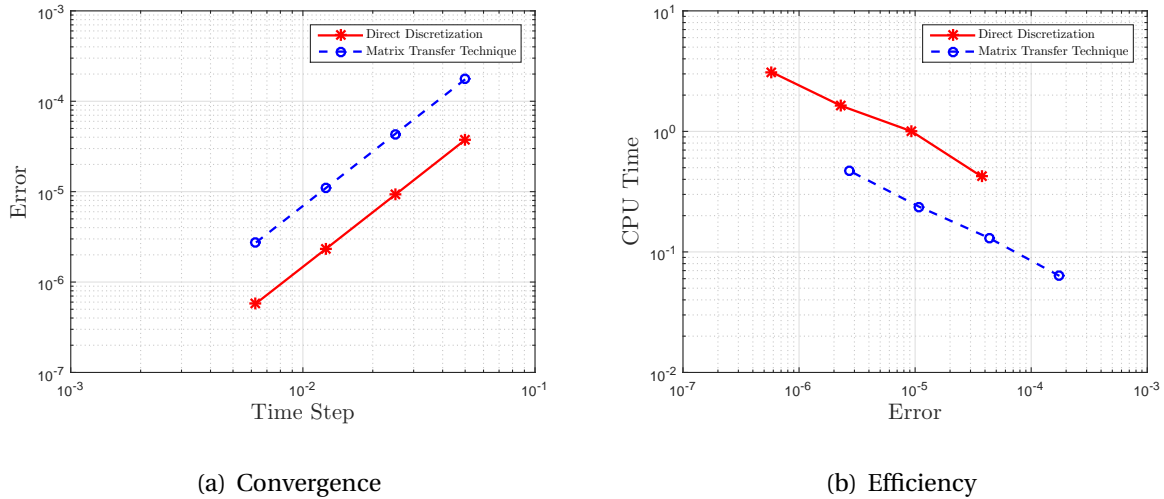 Direct Discretization
Matrix Transfer Technique
10^-3
10^-4
10^-5
10^-6
10^-7
Error
10^-3
10^-2
10^-1
Time Step
(a) Convergence
Direct Discretization
Matrix Transfer Technique
10^1
10^0
10^-1
10^-2
CPU Time
10^-7
10^-6
10^-5
10^-4
10^-3
Error
(b) Efficiency